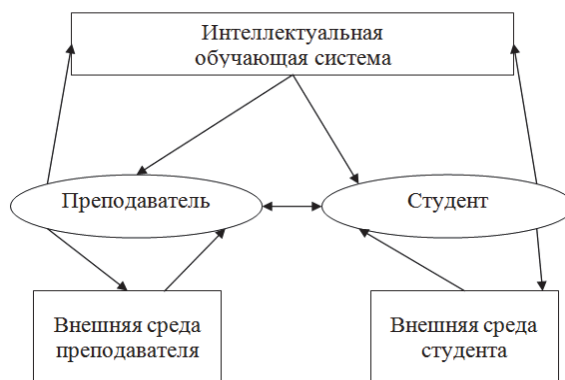 Интеллектуальная
обучающая система
Преподаватель
Студент
Внешняя среда
преподавателя
Внешняя среда
студента